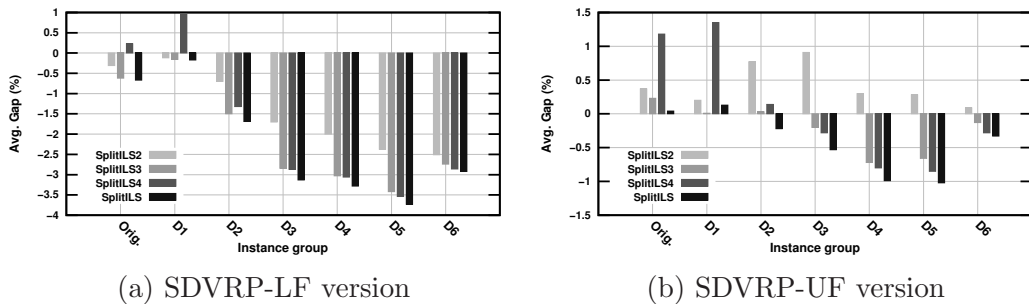 1
0.5
0
−0.5
−1
−1.5
−2
−2.5
−3
−3.5
−4
Avg. Gap (%)
SplitILS2
SplitILS3
SplitILS4
SplitILS
Orig.
D1
D2
D3
D4
D5
D6
Instance group
(a) SDVRP-LF version
1.5
1
0.5
0
−0.5
−1
−1.5
Avg. Gap (%)
SplitILS2
SplitILS3
SplitILS4
SplitILS
Orig.
D1
D2
D3
D4
D5
D6
Instance group
(b) SDVRP-UF version